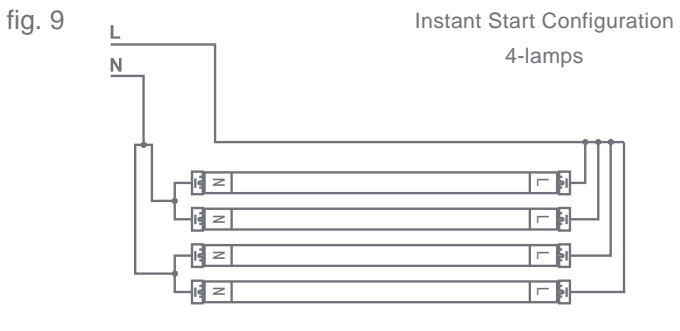 fig. 9
Instant Start Configuration
4-lamps
L
N
N L
N L
N L
N L